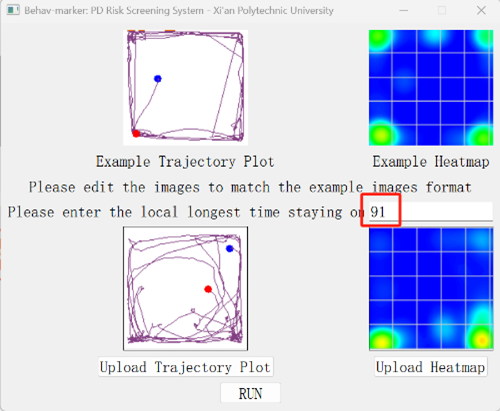 Behav-marker: PD Risk Screening System - Xi'an Polytechnic University
Example Trajectory Plot
Example Heatmap
Please edit the images to match the example images format
Please enter the local longest time staying on 91
Upload Trajectory Plot
Upload Heatmap
RUN